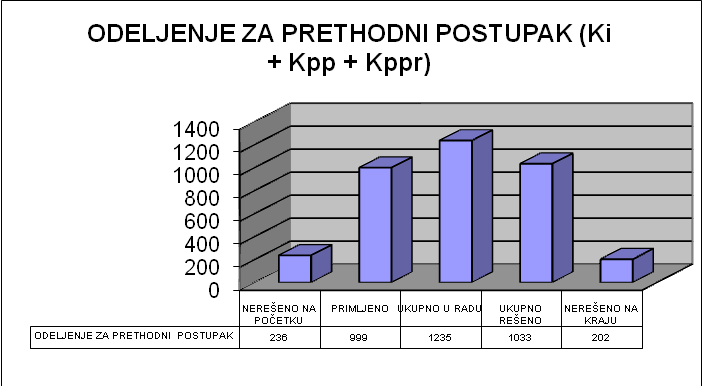 ODELJENJE ZA PRETHODNI POSTUPAK (Ki
+ Kpp + Kppr)
1400
1200
1000
800
600
400
200
0
NEREŠENO NA POČETKU
PRIMLJENO
UKUPNO U RADU
UKUPNO REŠENO
NEREŠENO NA KRAJU
ODELJENJE ZA PRETHODNI POSTUPAK 236 999 1235 1033 202